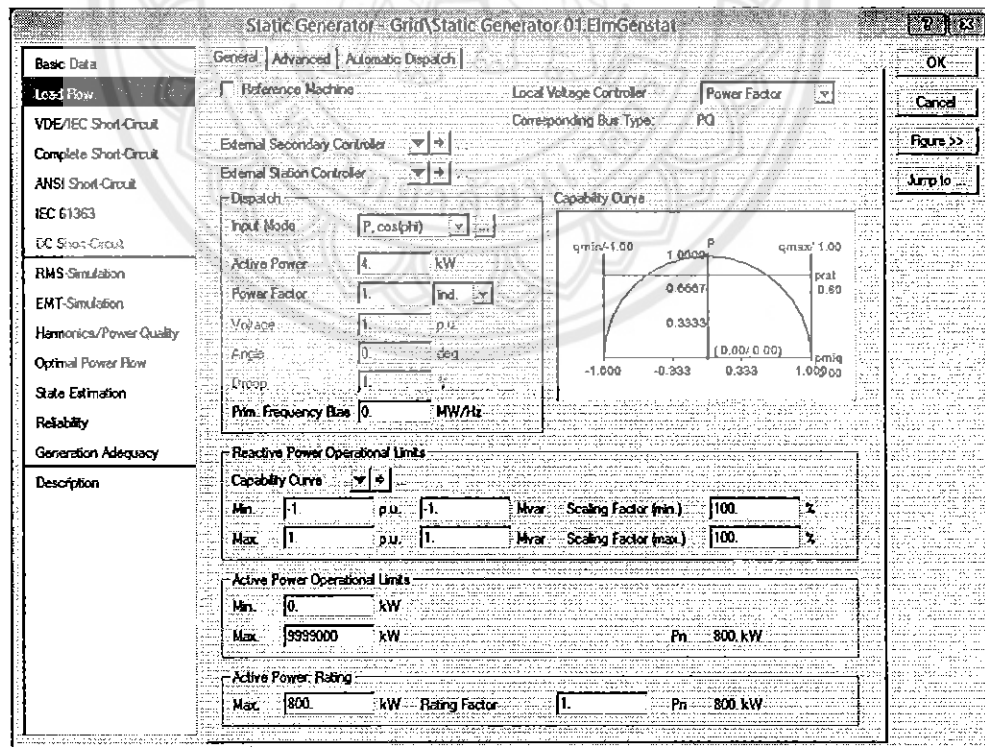 Static Generator - Grid\Static Generator 01.ElmGenstat
Basic Data
Load Flow
VDE/IEC Short-Circuit
Complete Short-Circuit
ANSI Short-Circuit
IEC 61363
DC Short-Circuit
RMS-Simulation
EMT-Simulation
Harmonics/Power Quality
Optimal Power Flow
State Estimation
Reliability
Generation Adequacy
Description
General Advanced Automatic Dispatch
Reference Machine
Local Voltage Controller Power Factor
Corresponding Bus Type: PQ
External Secondary Controller ...
External Station Controller ...
Dispatch
Input Mode P, cos(phi) ...
Active Power 4. kW
Power Factor 1. ind.
Voltage 1. p.u.
Angle 0. deg
Droop 1. %
Prim. Frequency Bias 0. MW/Hz
Capability Curve
qmin/-1.00 P qmax/ 1.00
1.0000
prat
0.80
0.6667
0.3333
(0.00/0.00)
-1.000 -0.333 0.333
Reactive Power Operational Limits
Capability Curve ...
Min. -1. p.u. -1. Mvar Scaling Factor (min.) 100. %
Max. 1. p.u. 1. Mvar Scaling Factor (max.) 100. %
Active Power Operational Limits
Min. 0. kW
Max. 9999000 kW Pn 800. kW
Active Power: Rating
Max. 800. kW Rating Factor 1. Pn 800. kW
OK
Cancel
Figure >>
Jump to ...